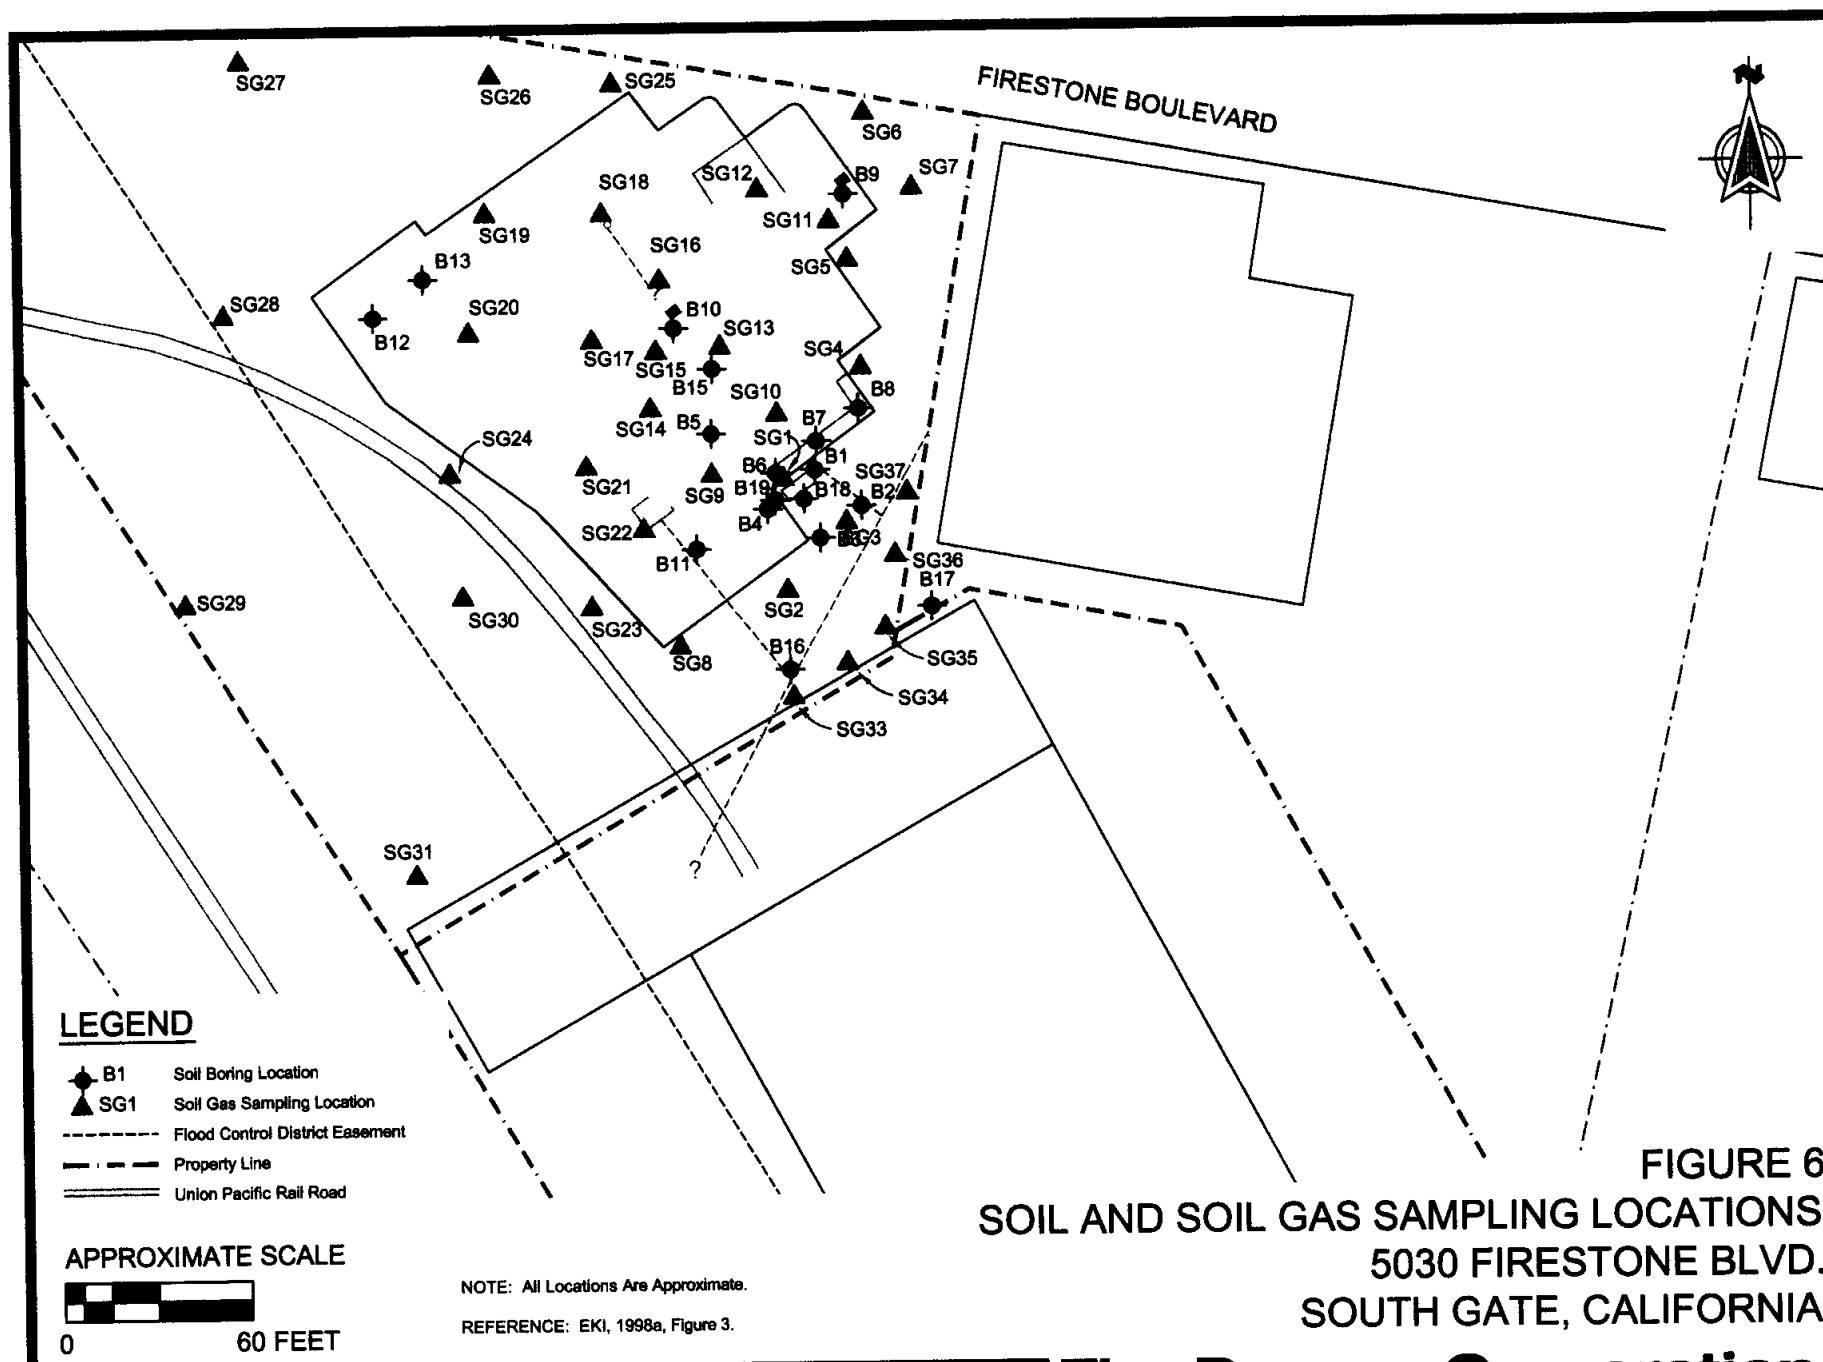 FIRESTONE BOULEVARD
SG27
SG26
SG25
SG6
SG7
B9
SG12
SG11
SG18
SG19
SG16
SG5
B13
SG28
SG20
B12
B10
SG13
SG17
SG15
B15
SG4
B8
SG10
SG14
B5
B7
SG1
SG24
B6
B1
SG37
SG21
SG9
B19
B18
B2
B4
SG22
SG3
B11
SG36
B17
SG29
SG30
SG23
SG2
SG8
B16
SG35
SG34
SG33
?
?
SG31
LEGEND
B1 Soil Boring Location
SG1 Soil Gas Sampling Location
Flood Control District Easement
Property Line
Union Pacific Rail Road
APPROXIMATE SCALE
0 60 FEET
NOTE: All Locations Are Approximate.
REFERENCE: EKI, 1998a, Figure 3.
FIGURE 6
SOIL AND SOIL GAS SAMPLING LOCATIONS
5030 FIRESTONE BLVD.
SOUTH GATE, CALIFORNIA